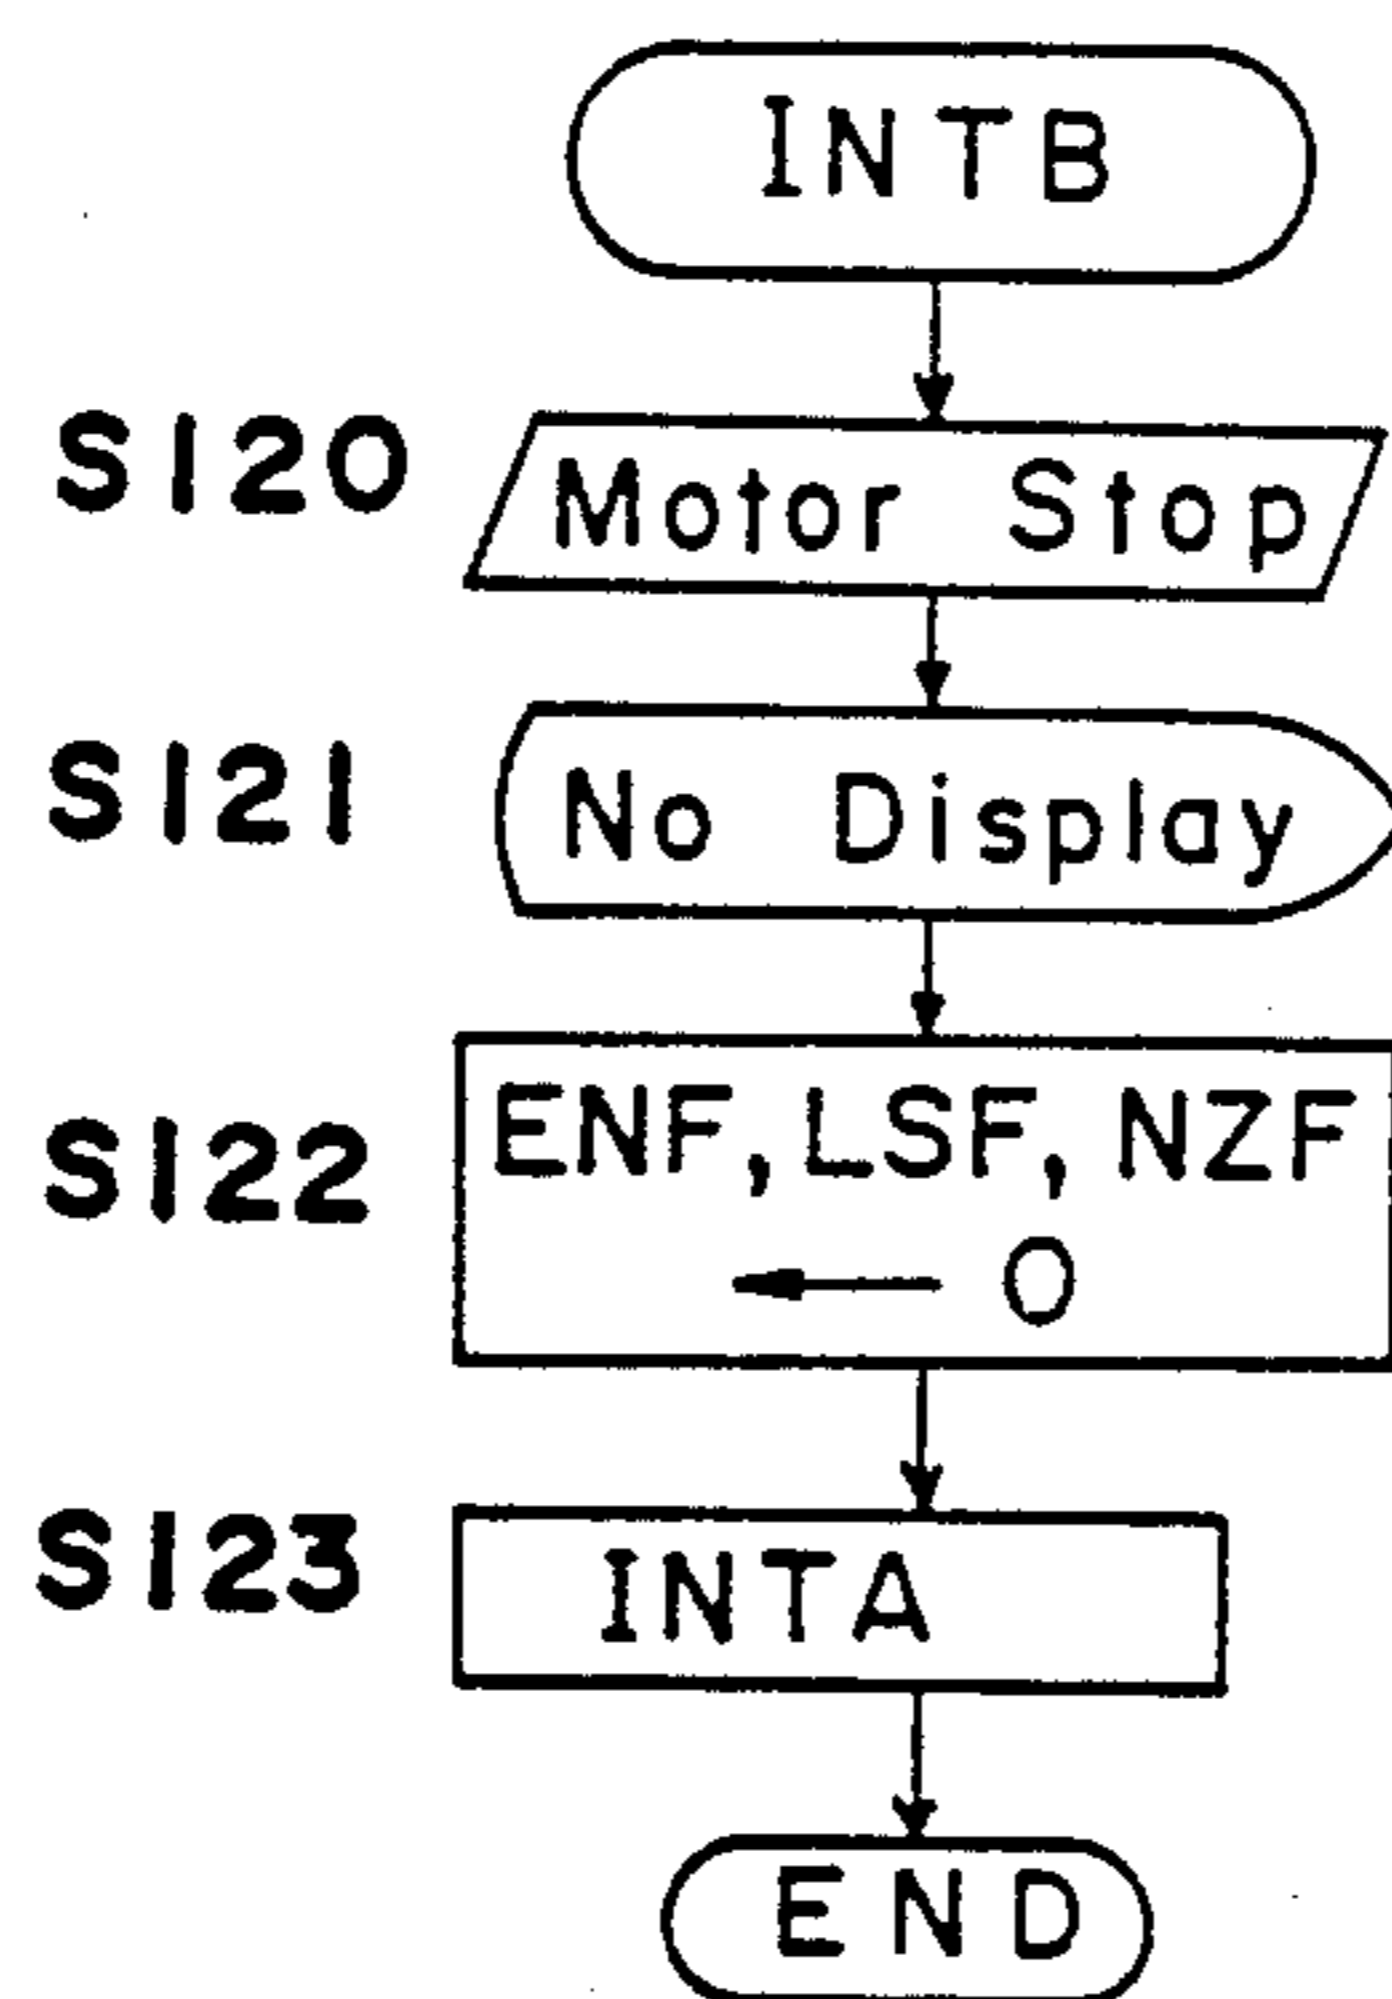 INTB
S120
Motor Stop
S121
No Display
S122
ENF, LSF, NZF
← 0
S123
INTA
END